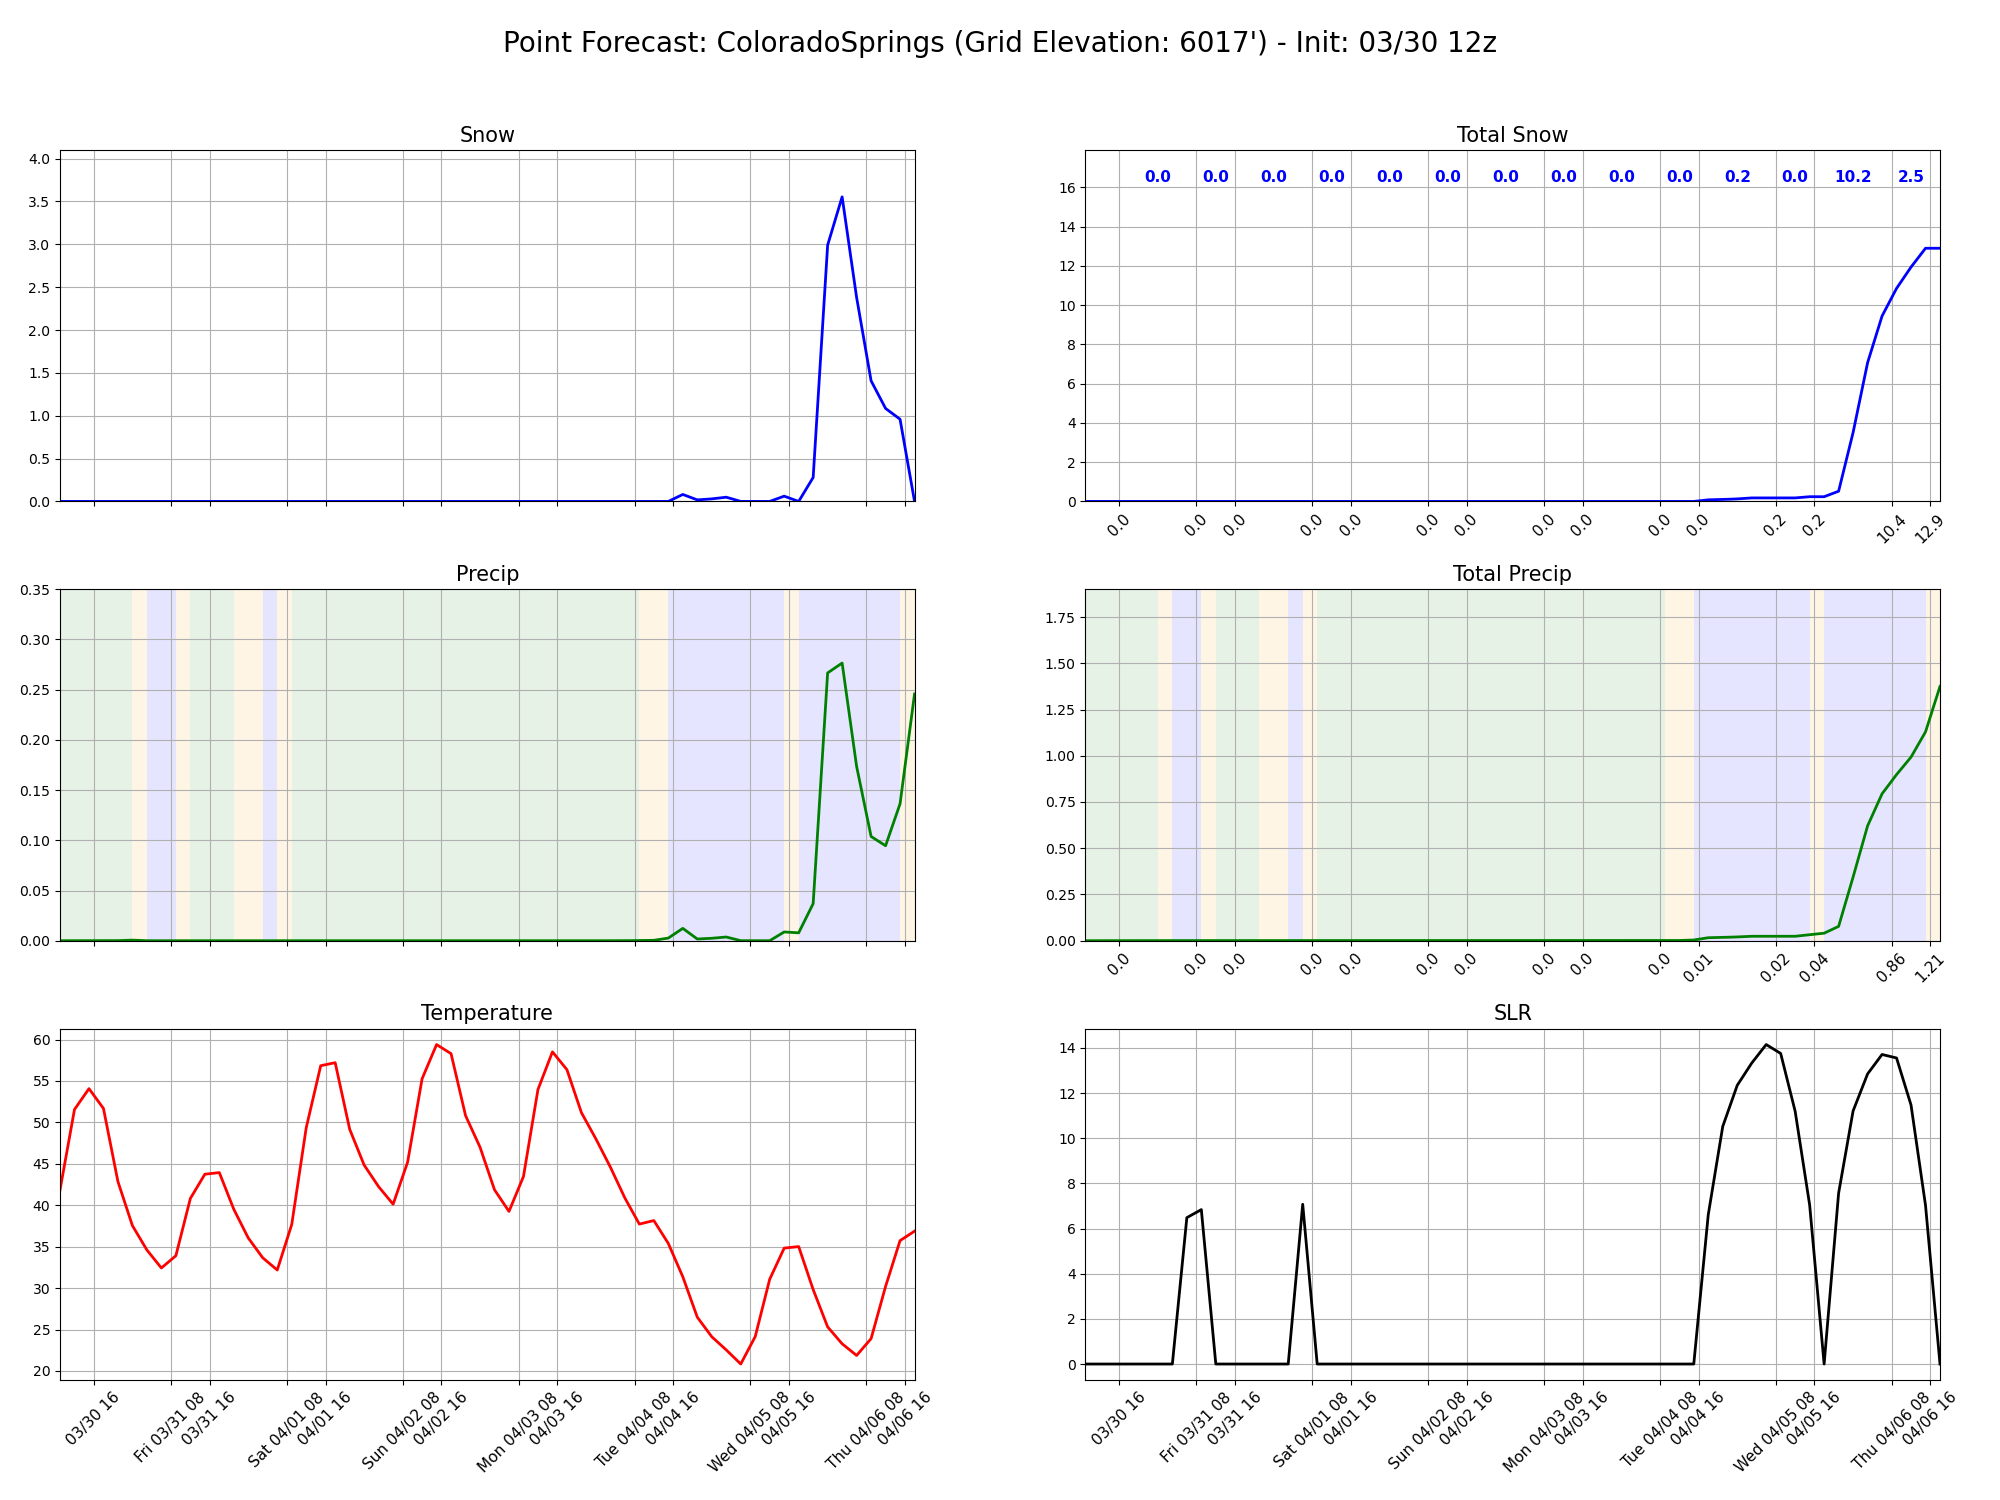 Point Forecast: ColoradoSprings (Grid Elevation: 6017') - Init: 03/30 12z
Snow
4.0
3.5
3.0
2.5
2.0
1.5
1.0
0.5
0.0
Total Snow
0.0 0.0 0.0 0.0 0.0 0.0 0.0 0.0 0.0 0.0 0.2 0.0 10.2 2.5
16
14
12
10
8
6
4
2
0
0.0 0.0 0.0 0.0 0.0 0.0 0.0 0.0 0.0 0.0 0.0 0.2 0.2 10.4 12.9
Precip
0.35
0.30
0.25
0.20
0.15
0.10
0.05
0.00
Total Precip
1.75
1.50
1.25
1.00
0.75
0.50
0.25
0.00
0.0 0.0 0.0 0.0 0.0 0.0 0.0 0.0 0.0 0.0 0.01 0.02 0.04 0.86 1.21
Temperature
60
55
50
45
40
35
30
25
20
03/30 16
Fri 03/31 08
03/31 16
Sat 04/01 08
04/01 16
Sun 04/02 08
04/02 16
Mon 04/03 08
04/03 16
Tue 04/04 08
04/04 16
Wed 04/05 08
04/05 16
Thu 04/06 08
04/06 16
SLR
14
12
10
8
6
4
2
0
03/30 16
Fri 03/31 08
03/31 16
Sat 04/01 08
04/01 16
Sun 04/02 08
04/02 16
Mon 04/03 08
04/03 16
Tue 04/04 08
04/04 16
Wed 04/05 08
04/05 16
Thu 04/06 08
04/06 16